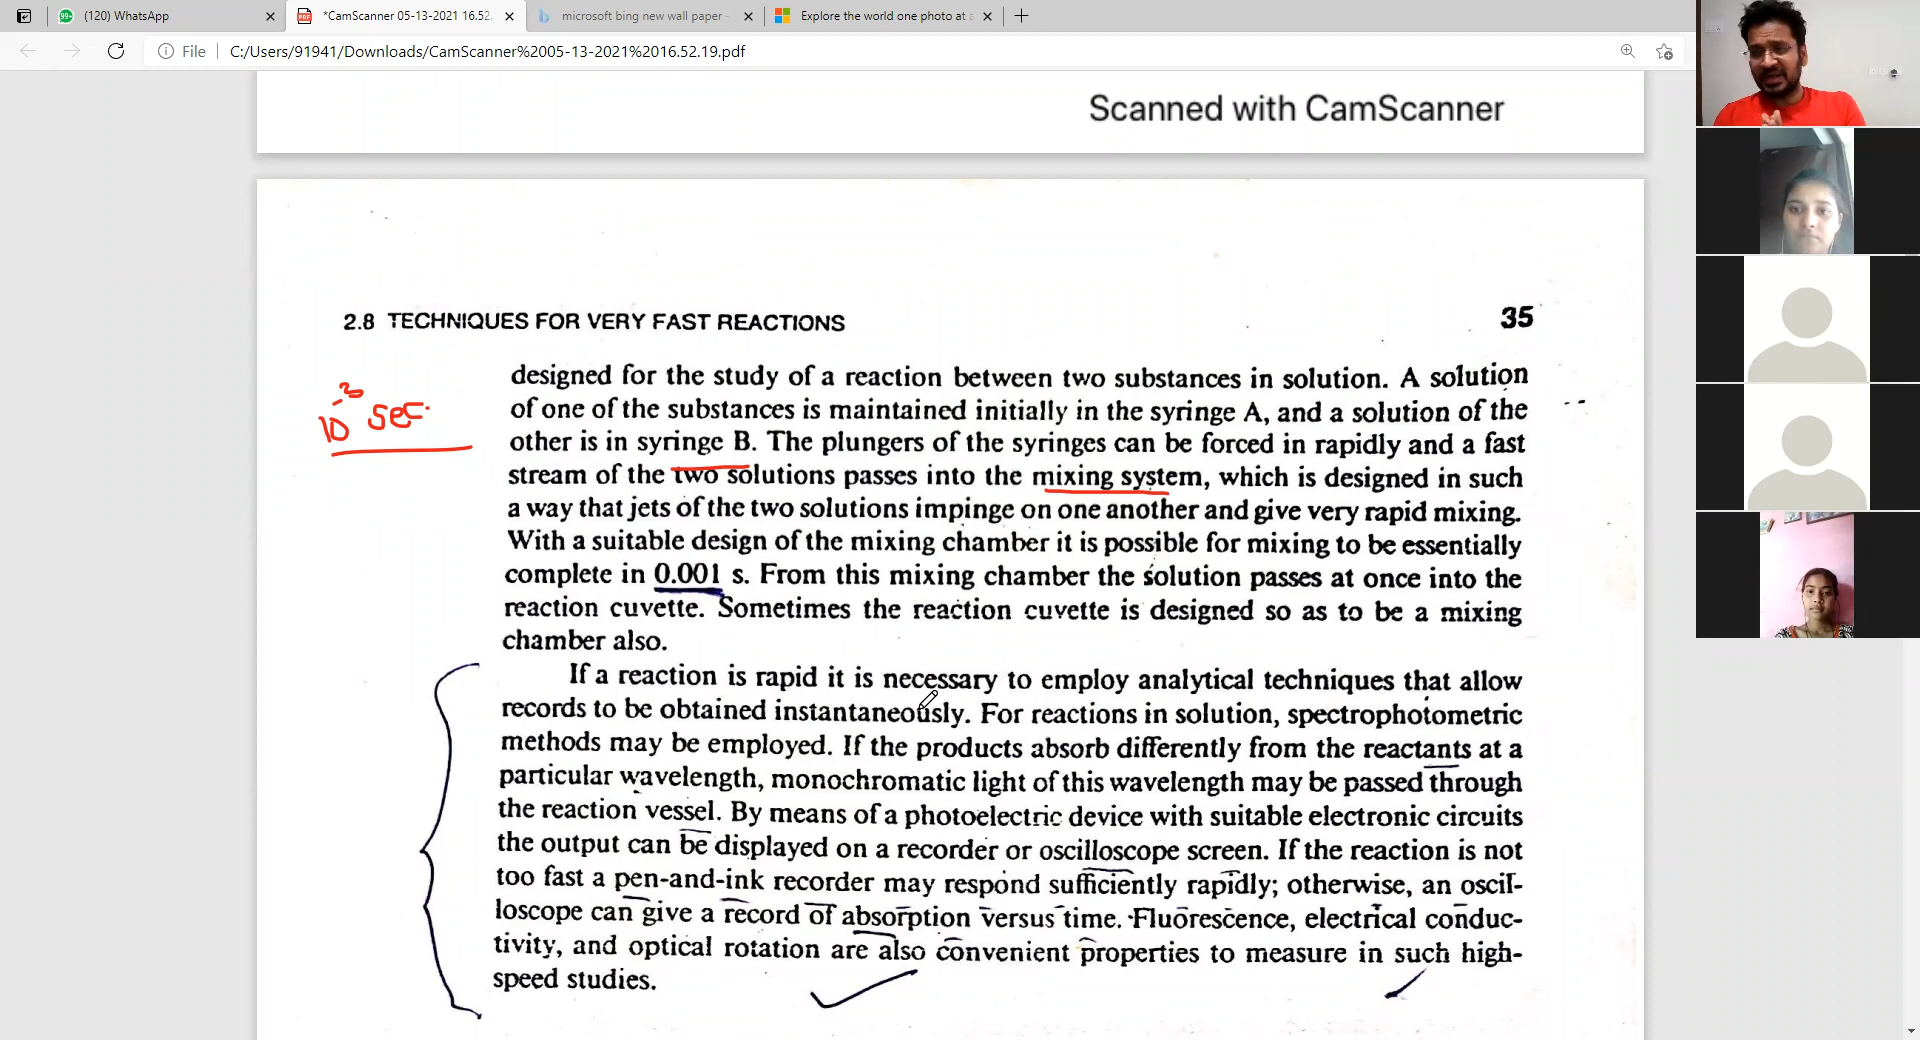 (120) WhatsApp
*CamScanner 05-13-2021 16.52.
microsoft bing new wall paper -
Explore the world one photo at a
File
C:/Users/91941/Downloads/CamScanner%2005-13-2021%2016.52.19.pdf
Scanned with CamScanner
2.8 TECHNIQUES FOR VERY FAST REACTIONS 35
designed for the study of a reaction between two substances in solution. A solution
of one of the substances is maintained initially in the syringe A, and a solution of the
other is in syringe B. The plungers of the syringes can be forced in rapidly and a fast
stream of the two solutions passes into the mixing system, which is designed in such
a way that jets of the two solutions impinge on one another and give very rapid mixing.
With a suitable design of the mixing chamber it is possible for mixing to be essentially
complete in 0.001 s. From this mixing chamber the solution passes at once into the
reaction cuvette. Sometimes the reaction cuvette is designed so as to be a mixing
chamber also.
If a reaction is rapid it is necessary to employ analytical techniques that allow
records to be obtained instantaneously. For reactions in solution, spectrophotometric
methods may be employed. If the products absorb differently from the reactants at a
particular wavelength, monochromatic light of this wavelength may be passed through
the reaction vessel. By means of a photoelectric device with suitable electronic circuits
the output can be displayed on a recorder or oscilloscope screen. If the reaction is not
too fast a pen-and-ink recorder may respond sufficiently rapidly; otherwise, an oscil-
loscope can give a record of absorption versus time. Fluorescence, electrical conduc-
tivity, and optical rotation are also convenient properties to measure in such high-
speed studies.
10⁻³ sec.